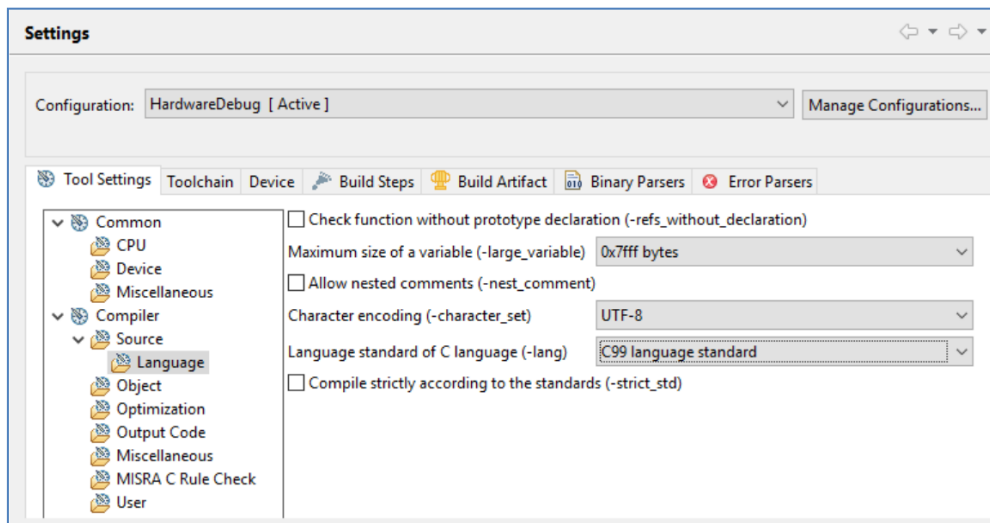 Settings
Configuration: HardwareDebug [ Active ] Manage Configurations...
Tool Settings Toolchain Device Build Steps Build Artifact Binary Parsers Error Parsers
Common
CPU
Device
Miscellaneous
Compiler
Source
Language
Object
Optimization
Output Code
Miscellaneous
MISRA C Rule Check
User
Check function without prototype declaration (-refs_without_declaration)
Maximum size of a variable (-large_variable) 0x7fff bytes
Allow nested comments (-nest_comment)
Character encoding (-character_set) UTF-8
Language standard of C language (-lang) C99 language standard
Compile strictly according to the standards (-strict_std)